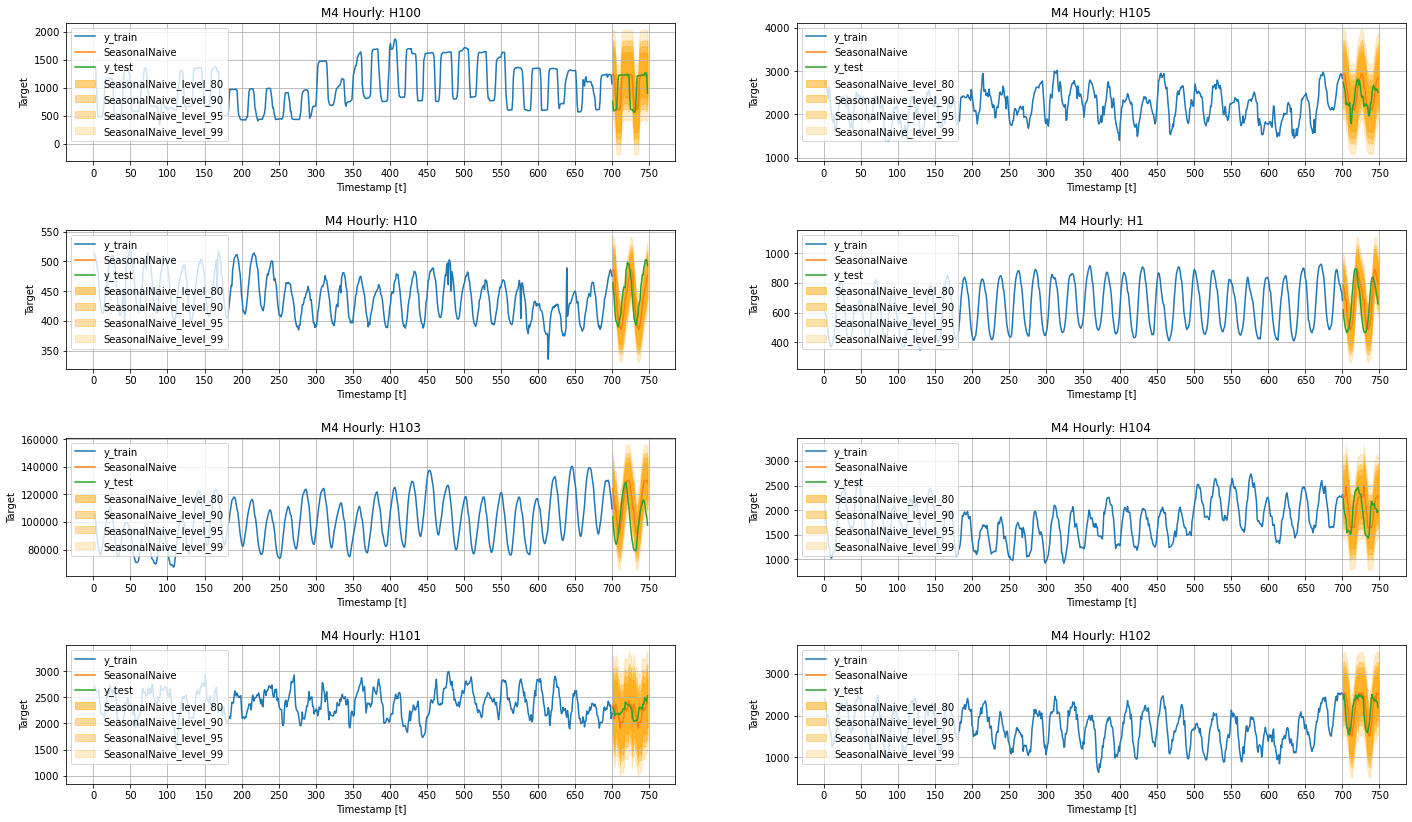 M4 Hourly: H100
Target
2000
1500
1000
500
0
y_train
SeasonalNaive
y_test
SeasonalNaive_level_80
SeasonalNaive_level_90
SeasonalNaive_level_95
SeasonalNaive_level_99
0 50 100 150 200 250 300 350 400 450 500 550 600 650 700 750
Timestamp [t]
M4 Hourly: H105
Target
4000
3000
2000
1000
y_train
SeasonalNaive
y_test
SeasonalNaive_level_80
SeasonalNaive_level_90
SeasonalNaive_level_95
SeasonalNaive_level_99
0 50 100 150 200 250 300 350 400 450 500 550 600 650 700 750
Timestamp [t]
M4 Hourly: H10
Target
550
500
450
400
350
y_train
SeasonalNaive
y_test
SeasonalNaive_level_80
SeasonalNaive_level_90
SeasonalNaive_level_95
SeasonalNaive_level_99
0 50 100 150 200 250 300 350 400 450 500 550 600 650 700 750
Timestamp [t]
M4 Hourly: H1
Target
1000
800
600
400
y_train
SeasonalNaive
y_test
SeasonalNaive_level_80
SeasonalNaive_level_90
SeasonalNaive_level_95
SeasonalNaive_level_99
0 50 100 150 200 250 300 350 400 450 500 550 600 650 700 750
Timestamp [t]
M4 Hourly: H103
Target
160000
140000
120000
100000
80000
y_train
SeasonalNaive
y_test
SeasonalNaive_level_80
SeasonalNaive_level_90
SeasonalNaive_level_95
SeasonalNaive_level_99
0 50 100 150 200 250 300 350 400 450 500 550 600 650 700 750
Timestamp [t]
M4 Hourly: H104
Target
3000
2500
2000
1500
1000
y_train
SeasonalNaive
y_test
SeasonalNaive_level_80
SeasonalNaive_level_90
SeasonalNaive_level_95
SeasonalNaive_level_99
0 50 100 150 200 250 300 350 400 450 500 550 600 650 700 750
Timestamp [t]
M4 Hourly: H101
Target
3000
2500
2000
1500
1000
y_train
SeasonalNaive
y_test
SeasonalNaive_level_80
SeasonalNaive_level_90
SeasonalNaive_level_95
SeasonalNaive_level_99
0 50 100 150 200 250 300 350 400 450 500 550 600 650 700 750
Timestamp [t]
M4 Hourly: H102
Target
3000
2000
1000
y_train
SeasonalNaive
y_test
SeasonalNaive_level_80
SeasonalNaive_level_90
SeasonalNaive_level_95
SeasonalNaive_level_99
0 50 100 150 200 250 300 350 400 450 500 550 600 650 700 750
Timestamp [t]